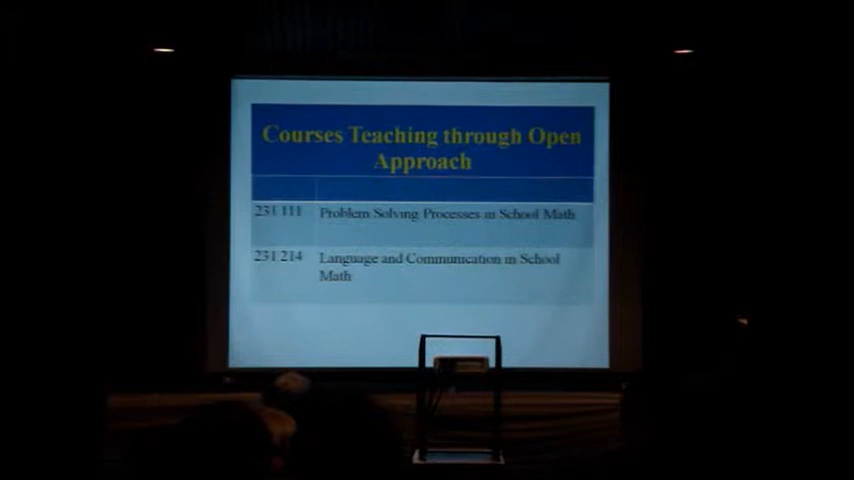 Courses Teaching through Open
Approach
231 111 Problem Solving Processes in School Math
231 214 Language and Communication in School
Math